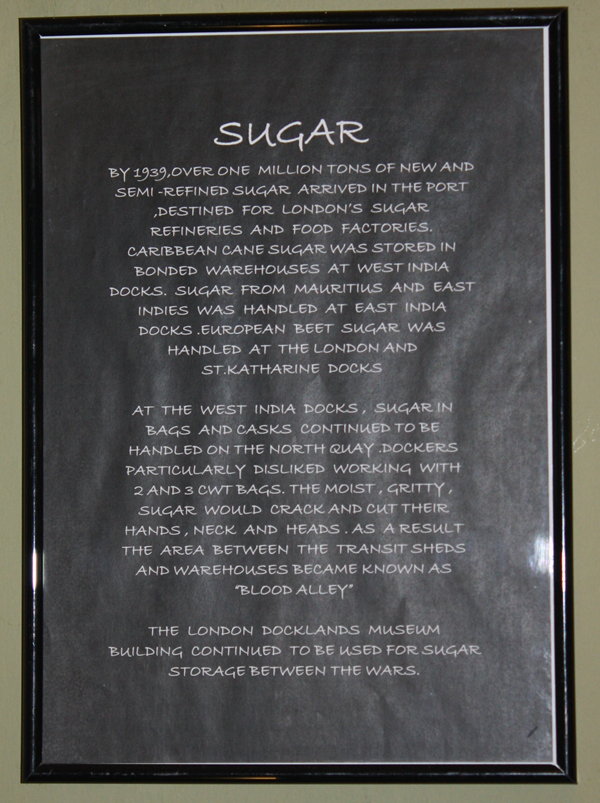 SUGAR
BY 1939,OVER ONE MILLION TONS OF NEW AND
SEMI -REFINED SUGAR ARRIVED IN THE PORT
,DESTINED FOR LONDON'S SUGAR
REFINERIES AND FOOD FACTORIES.
CARIBBEAN CANE SUGAR WAS STORED IN
BONDED WAREHOUSES AT WEST INDIA
DOCKS. SUGAR FROM MAURITIUS AND EAST
INDIES WAS HANDLED AT EAST INDIA
DOCKS .EUROPEAN BEET SUGAR WAS
HANDLED AT THE LONDON AND
ST.KATHARINE DOCKS
AT THE WEST INDIA DOCKS , SUGAR IN
BAGS AND CASKS CONTINUED TO BE
HANDLED ON THE NORTH QUAY .DOCKERS
PARTICULARLY DISLIKED WORKING WITH
2 AND 3 CWT BAGS. THE MOIST , GRITTY ,
SUGAR WOULD CRACK AND CUT THEIR
HANDS , NECK AND HEADS . AS A RESULT
THE AREA BETWEEN THE TRANSIT SHEDS
AND WAREHOUSES BECAME KNOWN AS
"BLOOD ALLEY"
THE LONDON DOCKLANDS MUSEUM
BUILDING CONTINUED TO BE USED FOR SUGAR
STORAGE BETWEEN THE WARS.